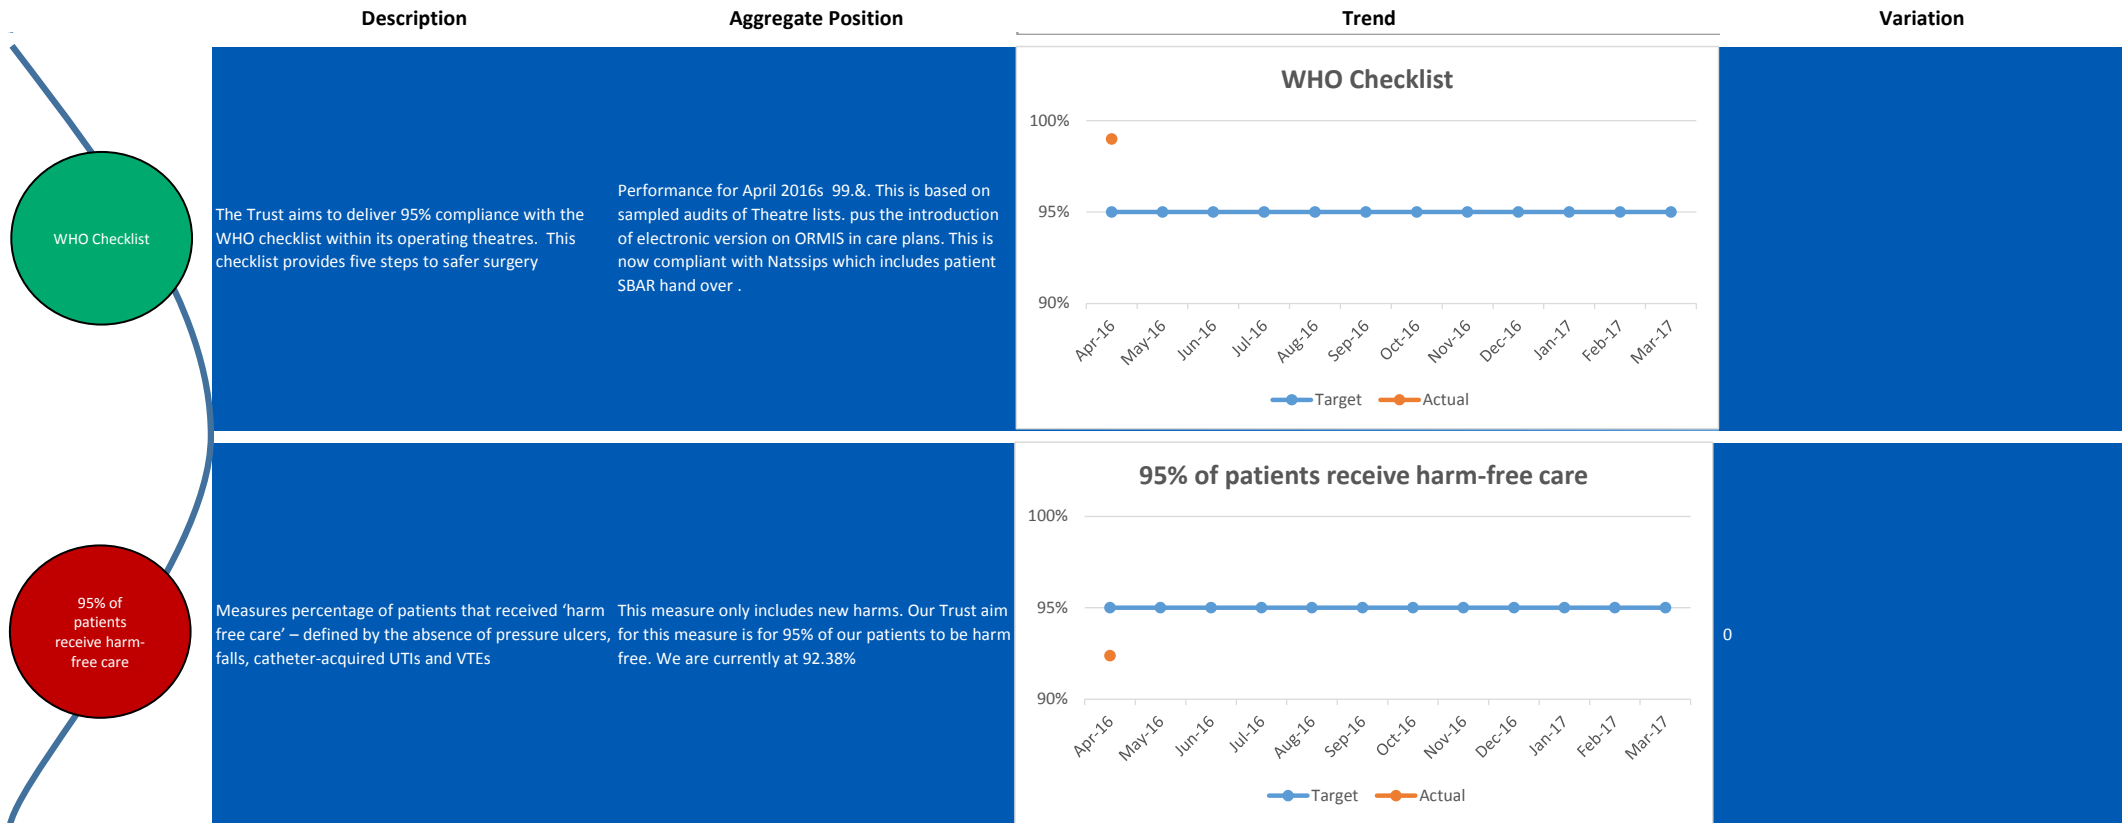 Description
Aggregate Position
Trend
Variation
WHO Checklist
The Trust aims to deliver 95% compliance with the
WHO checklist within its operating theatres.  This
checklist provides five steps to safer surgery
Performance for April 2016s  99.&. This is based on
sampled audits of Theatre lists. pus the introduction
of electronic version on ORMIS in care plans. This is
now compliant with Natssips which includes patient
SBAR hand over .
WHO Checklist
100%
95%
90%
Apr-16
May-16
Jun-16
Jul-16
Aug-16
Sep-16
Oct-16
Nov-16
Dec-16
Jan-17
Feb-17
Mar-17
Target
Actual
95% of
patients
receive harm-
free care
Measures percentage of patients that received ‘harm
free care’ – defined by the absence of pressure ulcers,
falls, catheter-acquired UTIs and VTEs
This measure only includes new harms. Our Trust aim
for this measure is for 95% of our patients to be harm
free. We are currently at 92.38%
95% of patients receive harm-free care
100%
95%
90%
Apr-16
May-16
Jun-16
Jul-16
Aug-16
Sep-16
Oct-16
Nov-16
Dec-16
Jan-17
Feb-17
Mar-17
Target
Actual
0